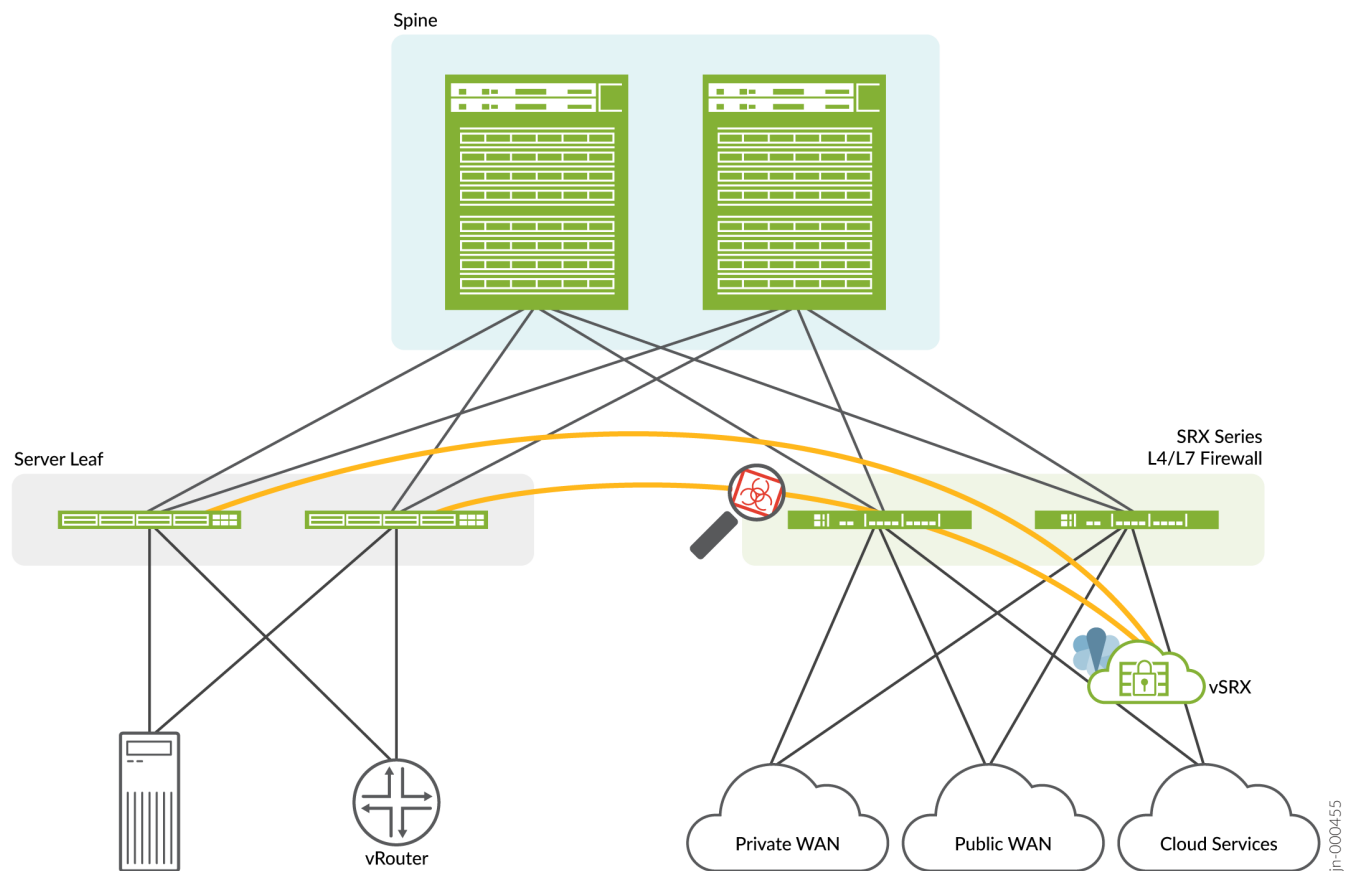 Spine
Server Leaf
SRX Series
L4/L7 Firewall
vSRX
vRouter
Private WAN
Public WAN
Cloud Services
jn-000455